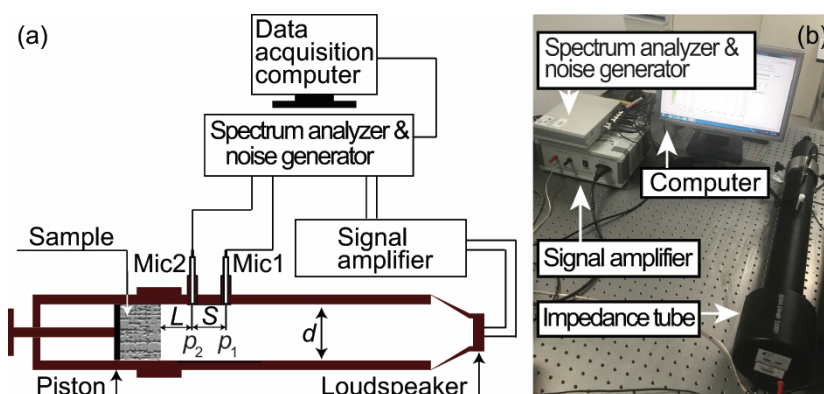 (a)
Data
acquisition
computer
Spectrum analyzer &
noise generator
Sample
Mic2
Mic1
Signal
amplifier
L
S
d
p2
p1
Piston
Loudspeaker
(b)
Spectrum analyzer &
noise generator
Computer
Signal amplifier
Impedance tube